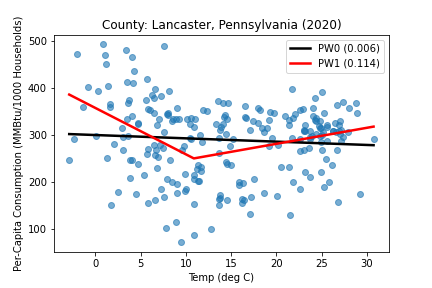 County: Lancaster, Pennsylvania (2020)
PW0 (0.006)
PW1 (0.114)
Per-Capita Consumption (MMBtu/1000 Households)
500
400
300
200
100
0
5
10
15
20
25
30
Temp (deg C)